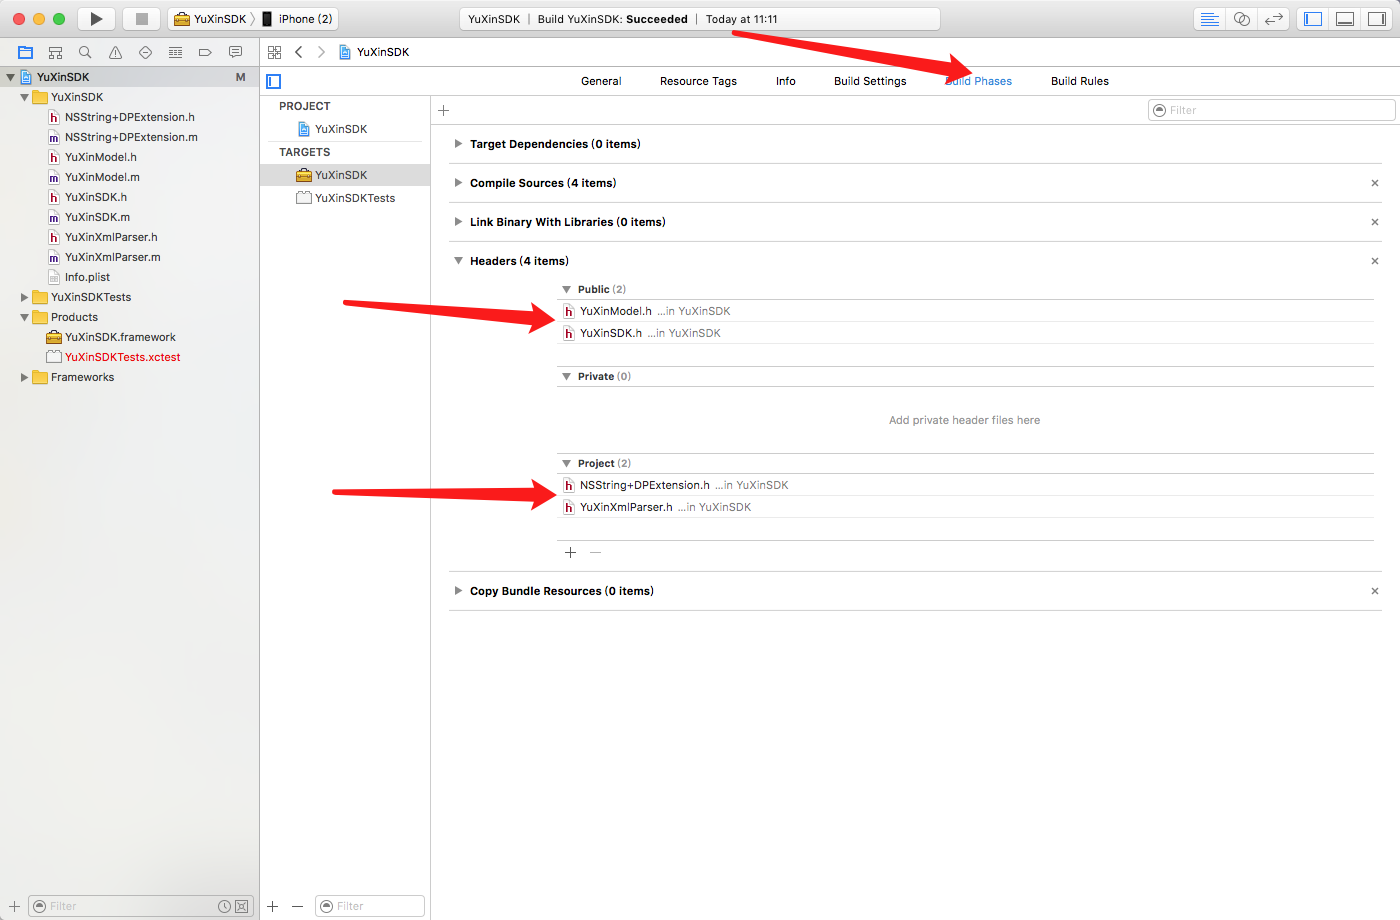 YuXinSDK
iPhone (2)
YuXinSDK | Build YuXinSDK: Succeeded | Today at 11:11
YuXinSDK M
YuXinSDK
NSString+DPExtension.h
NSString+DPExtension.m
YuXinModel.h
YuXinModel.m
YuXinSDK.h
YuXinSDK.m
YuXinXmlParser.h
YuXinXmlParser.m
Info.plist
YuXinSDKTests
Products
YuXinSDK.framework
YuXinSDKTests.xctest
Frameworks
Filter
YuXinSDK
General Resource Tags Info Build Settings Build Phases Build Rules
PROJECT
YuXinSDK
TARGETS
YuXinSDK
YuXinSDKTests
Filter
Filter
Target Dependencies (0 items)
Compile Sources (4 items)
Link Binary With Libraries (0 items)
Headers (4 items)
Public (2)
YuXinModel.h ...in YuXinSDK
YuXinSDK.h ...in YuXinSDK
Private (0)
Add private header files here
Project (2)
NSString+DPExtension.h ...in YuXinSDK
YuXinXmlParser.h ...in YuXinSDK
Copy Bundle Resources (0 items)